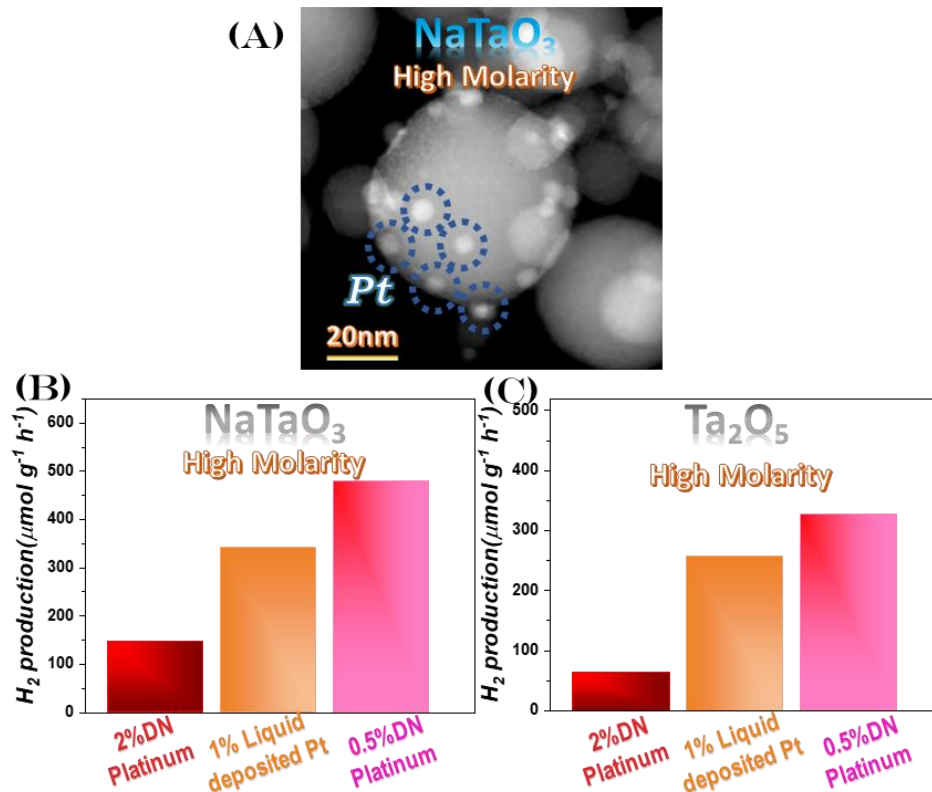 (A)
NaTaO₃
High Molarity
Pt
20nm
(B)
H₂ production(μmol g⁻¹ h⁻¹)
600
500
400
300
200
100
0
NaTaO₃
High Molarity
2%DN
Platinum
1% Liquid
deposited Pt
0.5%DN
Platinum
(C)
H₂ production(μmol g⁻¹ h⁻¹)
500
400
300
200
100
0
Ta₂O₅
High Molarity
2%DN
Platinum
1% Liquid
deposited Pt
0.5%DN
Platinum